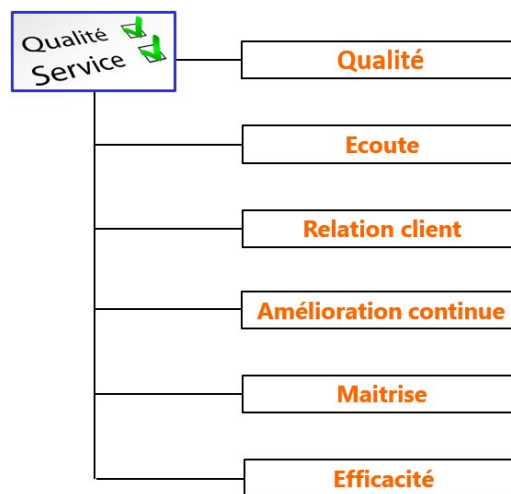 Qualité
Service
Qualité
Ecoute
Relation client
Amélioration continue
Maitrise
Efficacité